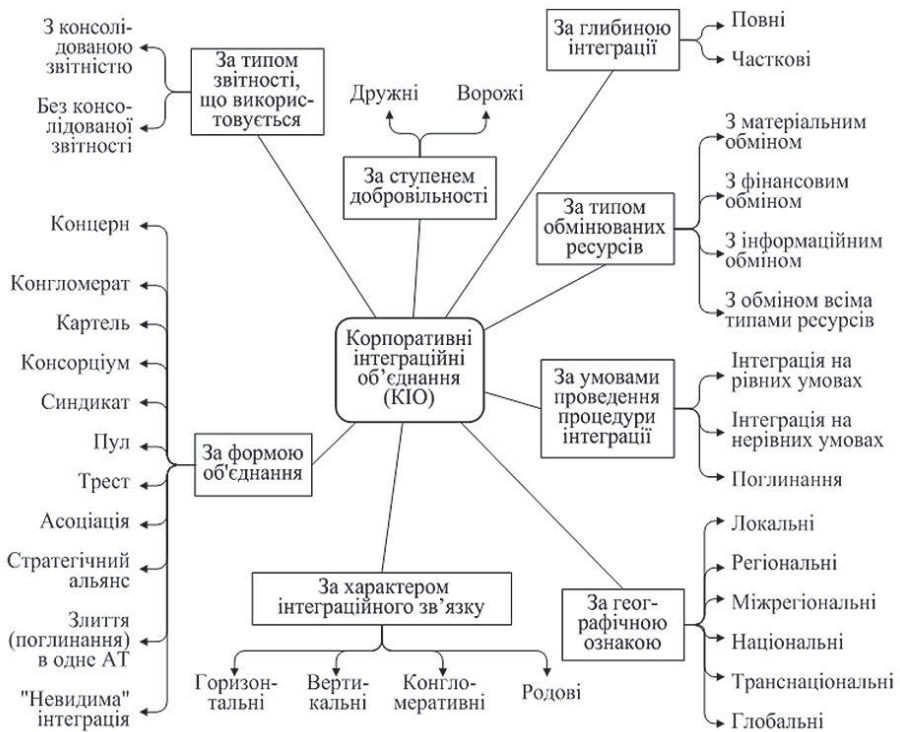 З консолі-
дованою
звітністю
Без консо-
лідованої
звітності
За типом
звітності,
що викорис-
товується
Дружні
Ворожі
За ступенем
добровільності
За глибиною
інтеграції
Повні
Часткові
За типом
обмінюваних
ресурсів
З матеріальним
обміном
З фінансовим
обміном
З інформаційним
обміном
З обміном всіма
типами ресурсів
Корпоративні
інтеграційні
об’єднання
(КІО)
За умовами
проведення
процедури
інтеграції
Інтеграція на
рівних умовах
Інтеграція на
нерівних умовах
Поглинання
Концерн
Конгломерат
Картель
Консорціум
Синдикат
Пул
Трест
Асоціація
Стратегічний
альянс
Злиття
(поглинання)
в одне АТ
"Невидима"
інтеграція
За формою
об'єднання
За характером
інтеграційного зв’язку
Горизон-
тальні
Верти-
кальні
Конгло-
меративні
Родові
За геог-
рафічною
ознакою
Локальні
Регіональні
Міжрегіональні
Національні
Транснаціональні
Глобальні